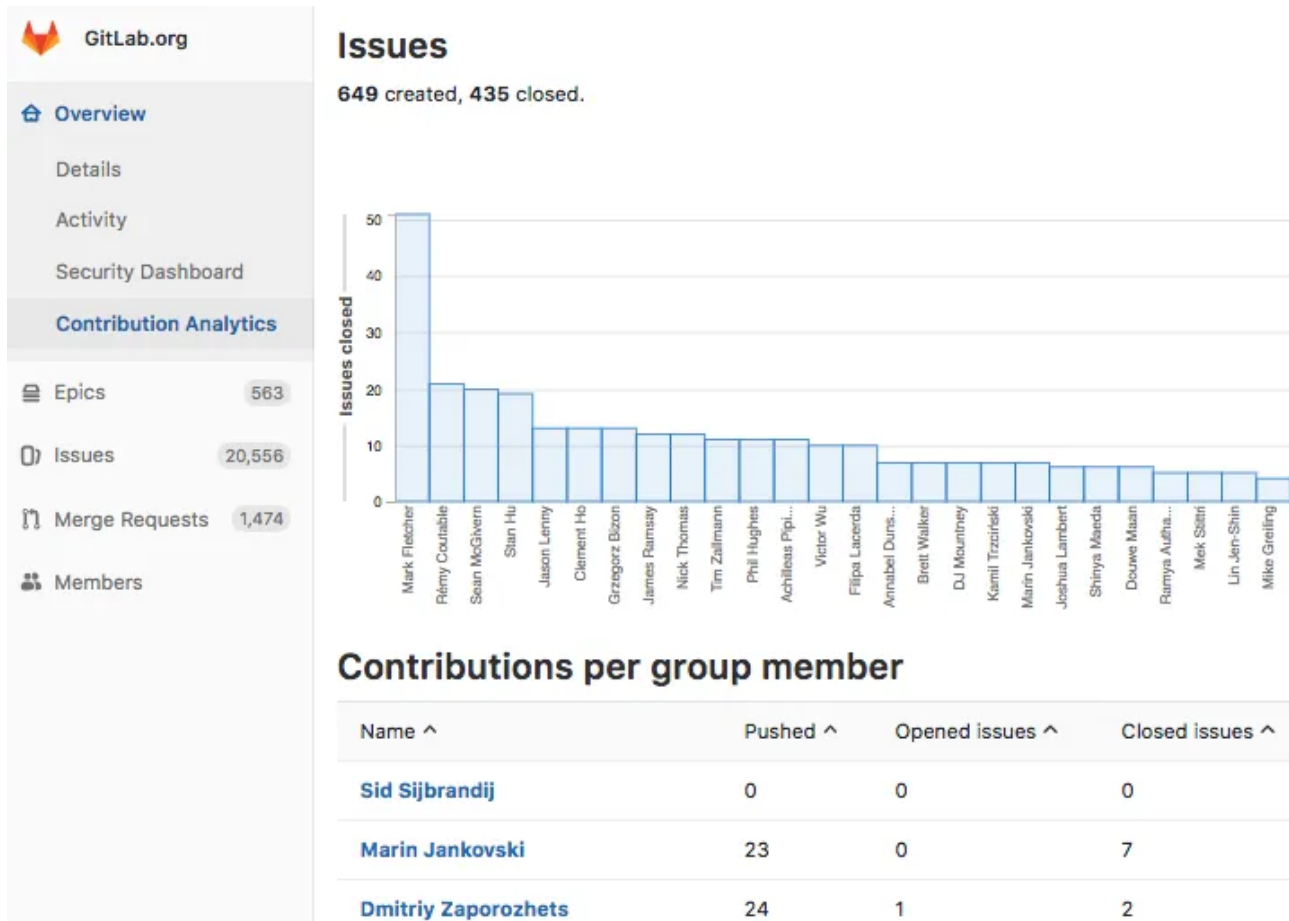 GitLab.org
Overview
Details
Activity
Security Dashboard
Contribution Analytics
Epics 563
Issues 20,556
Merge Requests 1,474
Members
Issues
649 created, 435 closed.
Issues closed
50
40
30
20
10
0
Mark Fletcher
Rémy Coutable
Sean McGivern
Stan Hu
Jason Lenny
Clement Ho
Grzegorz Bizon
James Ramsay
Nick Thomas
Tim Zallmann
Phil Hughes
Achilleas Pipi...
Victor Wu
Filipa Lacerda
Annabel Duns...
Brett Walker
DJ Mountney
Kamil Trzciński
Marin Jankovski
Joshua Lambert
Shinya Maeda
Douwe Maan
Ramya Autha...
Mek Stittri
Lin Jen-Shin
Mike Greiling
Contributions per group member
Name Pushed Opened issues Closed issues
Sid Sijbrandij 0 0 0
Marin Jankovski 23 0 7
Dmitriy Zaporozhets 24 1 2